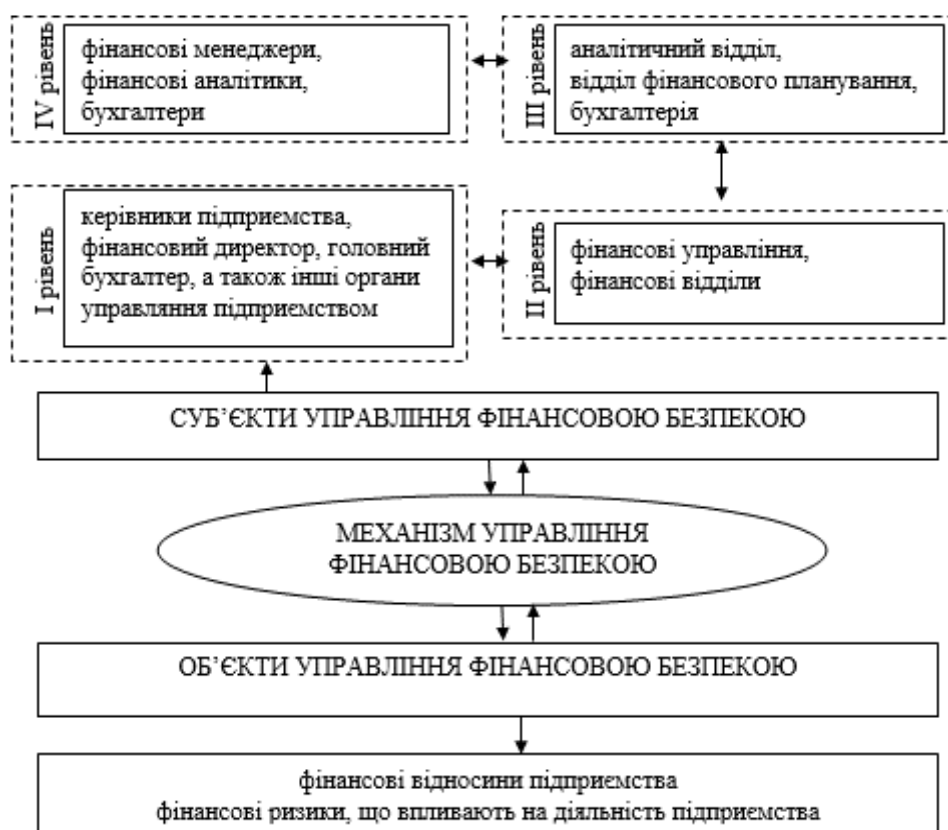 IV рівень
фінансові менеджери,
фінансові аналітики,
бухгалтери
III рівень
аналітичний відділ,
відділ фінансового планування,
бухгалтерія
I рівень
керівники підприємства,
фінансовий директор, головний
бухгалтер, а також інші органи
управляння підприємством
II рівень
фінансові управління,
фінансові відділи
СУБ’ЄКТИ УПРАВЛІННЯ ФІНАНСОВОЮ БЕЗПЕКОЮ
МЕХАНІЗМ УПРАВЛІННЯ
ФІНАНСОВОЮ БЕЗПЕКОЮ
ОБ’ЄКТИ УПРАВЛІННЯ ФІНАНСОВОЮ БЕЗПЕКОЮ
фінансові відносини підприємства
фінансові ризики, що впливають на діяльність підприємства